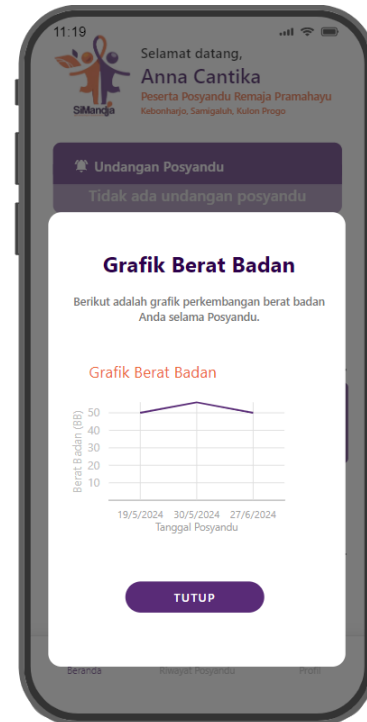 11:19
Selamat datang,
Anna Cantika
Peserta Posyandu Remaja Pramahayu
Kebonharjo, Samigaluh, Kulon Progo
SiMandja
Undangan Posyandu
Tidak ada undangan posyandu
Grafik Berat Badan
Berikut adalah grafik perkembangan berat badan
Anda selama Posyandu.
Grafik Berat Badan
Berat Badan (BB)
50
40
30
20
10
19/5/2024 30/5/2024 27/6/2024
Tanggal Posyandu
TUTUP
Beranda Riwayat Posyandu Profil